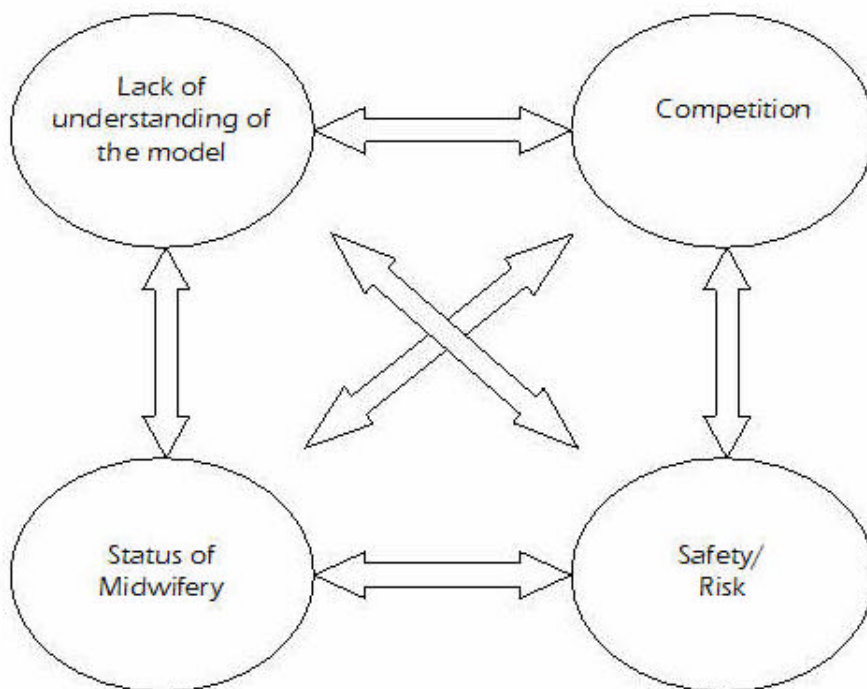 Lack of
understanding of
the model
Competition
Status of
Midwifery
Safety/
Risk